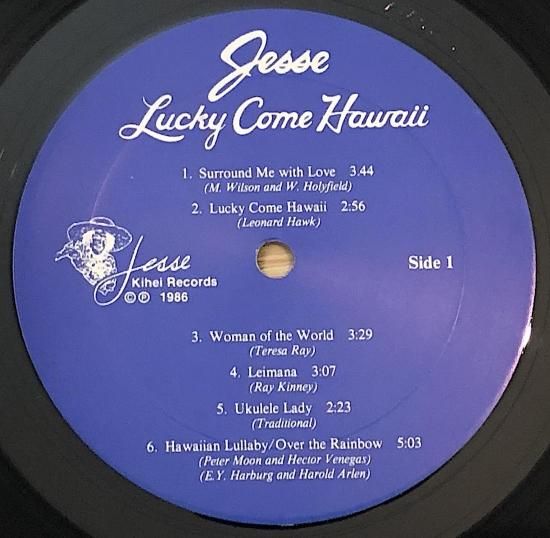 Jesse
Lucky Come Hawaii
1. Surround Me with Love 3.44
(M. Wilson and W. Holyfield)
2. Lucky Come Hawaii 2:56
(Leonard Hawk)
Jesse
Kihei Records
© ℗ 1986
Side 1
3. Woman of the World 3:29
(Teresa Ray)
4. Leimana 3:07
(Ray Kinney)
5. Ukulele Lady 2:23
(Traditional)
6. Hawaiian Lullaby/Over the Rainbow 5:03
(Peter Moon and Hector Venegas)
(E.Y. Harburg and Harold Arlen)